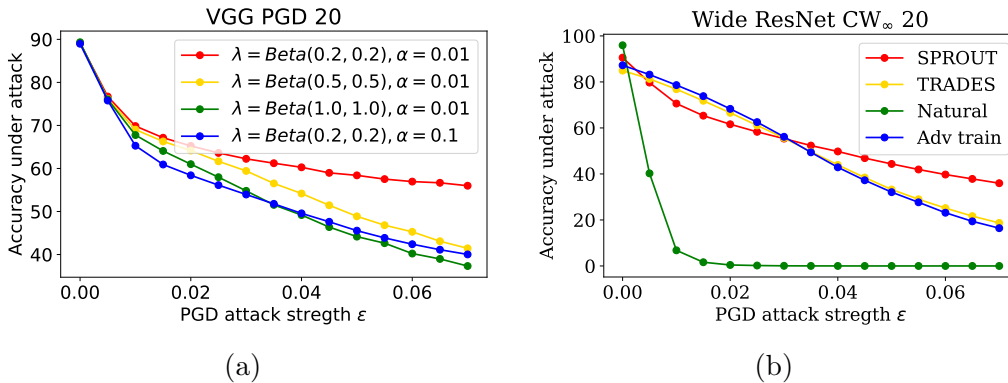 VGG PGD 20
90
80
70
60
50
40
Accuracy under attack
λ = Beta(0.2, 0.2), α = 0.01
λ = Beta(0.5, 0.5), α = 0.01
λ = Beta(1.0, 1.0), α = 0.01
λ = Beta(0.2, 0.2), α = 0.1
0.00 0.02 0.04 0.06
PGD attack stregth ε
(a)
Wide ResNet CW∞ 20
100
80
60
40
20
0
Accuracy under attack
SPROUT
TRADES
Natural
Adv train
0.00 0.02 0.04 0.06
PGD attack stregth ε
(b)